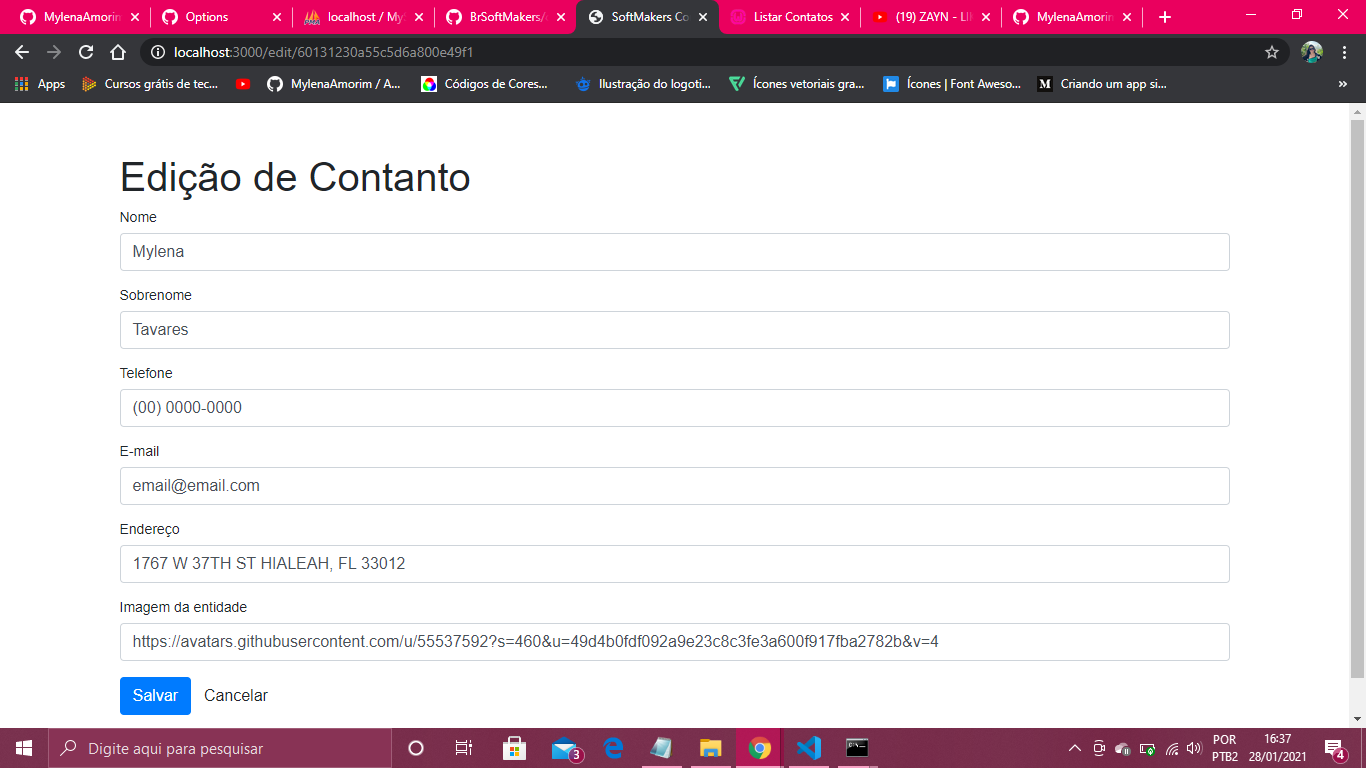 MylenaAmorim
Options
localhost / My
BrSoftMakers/
SoftMakers Co
Listar Contatos
(19) ZAYN - LI
MylenaAmorim
localhost:3000/edit/60131230a55c5d6a800e49f1
Apps
Cursos grátis de tec...
MylenaAmorim / A...
Códigos de Cores...
Ilustração do logoti...
Ícones vetoriais gra...
Ícones | Font Aweso...
M
Criando um app si...
»
Edição de Contanto
Nome
Mylena
Sobrenome
Tavares
Telefone
(00) 0000-0000
E-mail
email@email.com
Endereço
1767 W 37TH ST HIALEAH, FL 33012
Imagem da entidade
https://avatars.githubusercontent.com/u/55537592?s=460&u=49d4b0fdf092a9e23c8c3fe3a600f917fba2782b&v=4
Salvar
Cancelar
Digite aqui para pesquisar
3
POR
PTB2
16:37
28/01/2021
4